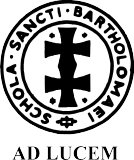 SCHOLA · SANCTI · BARTHOLOMAEI
AD LUCEM